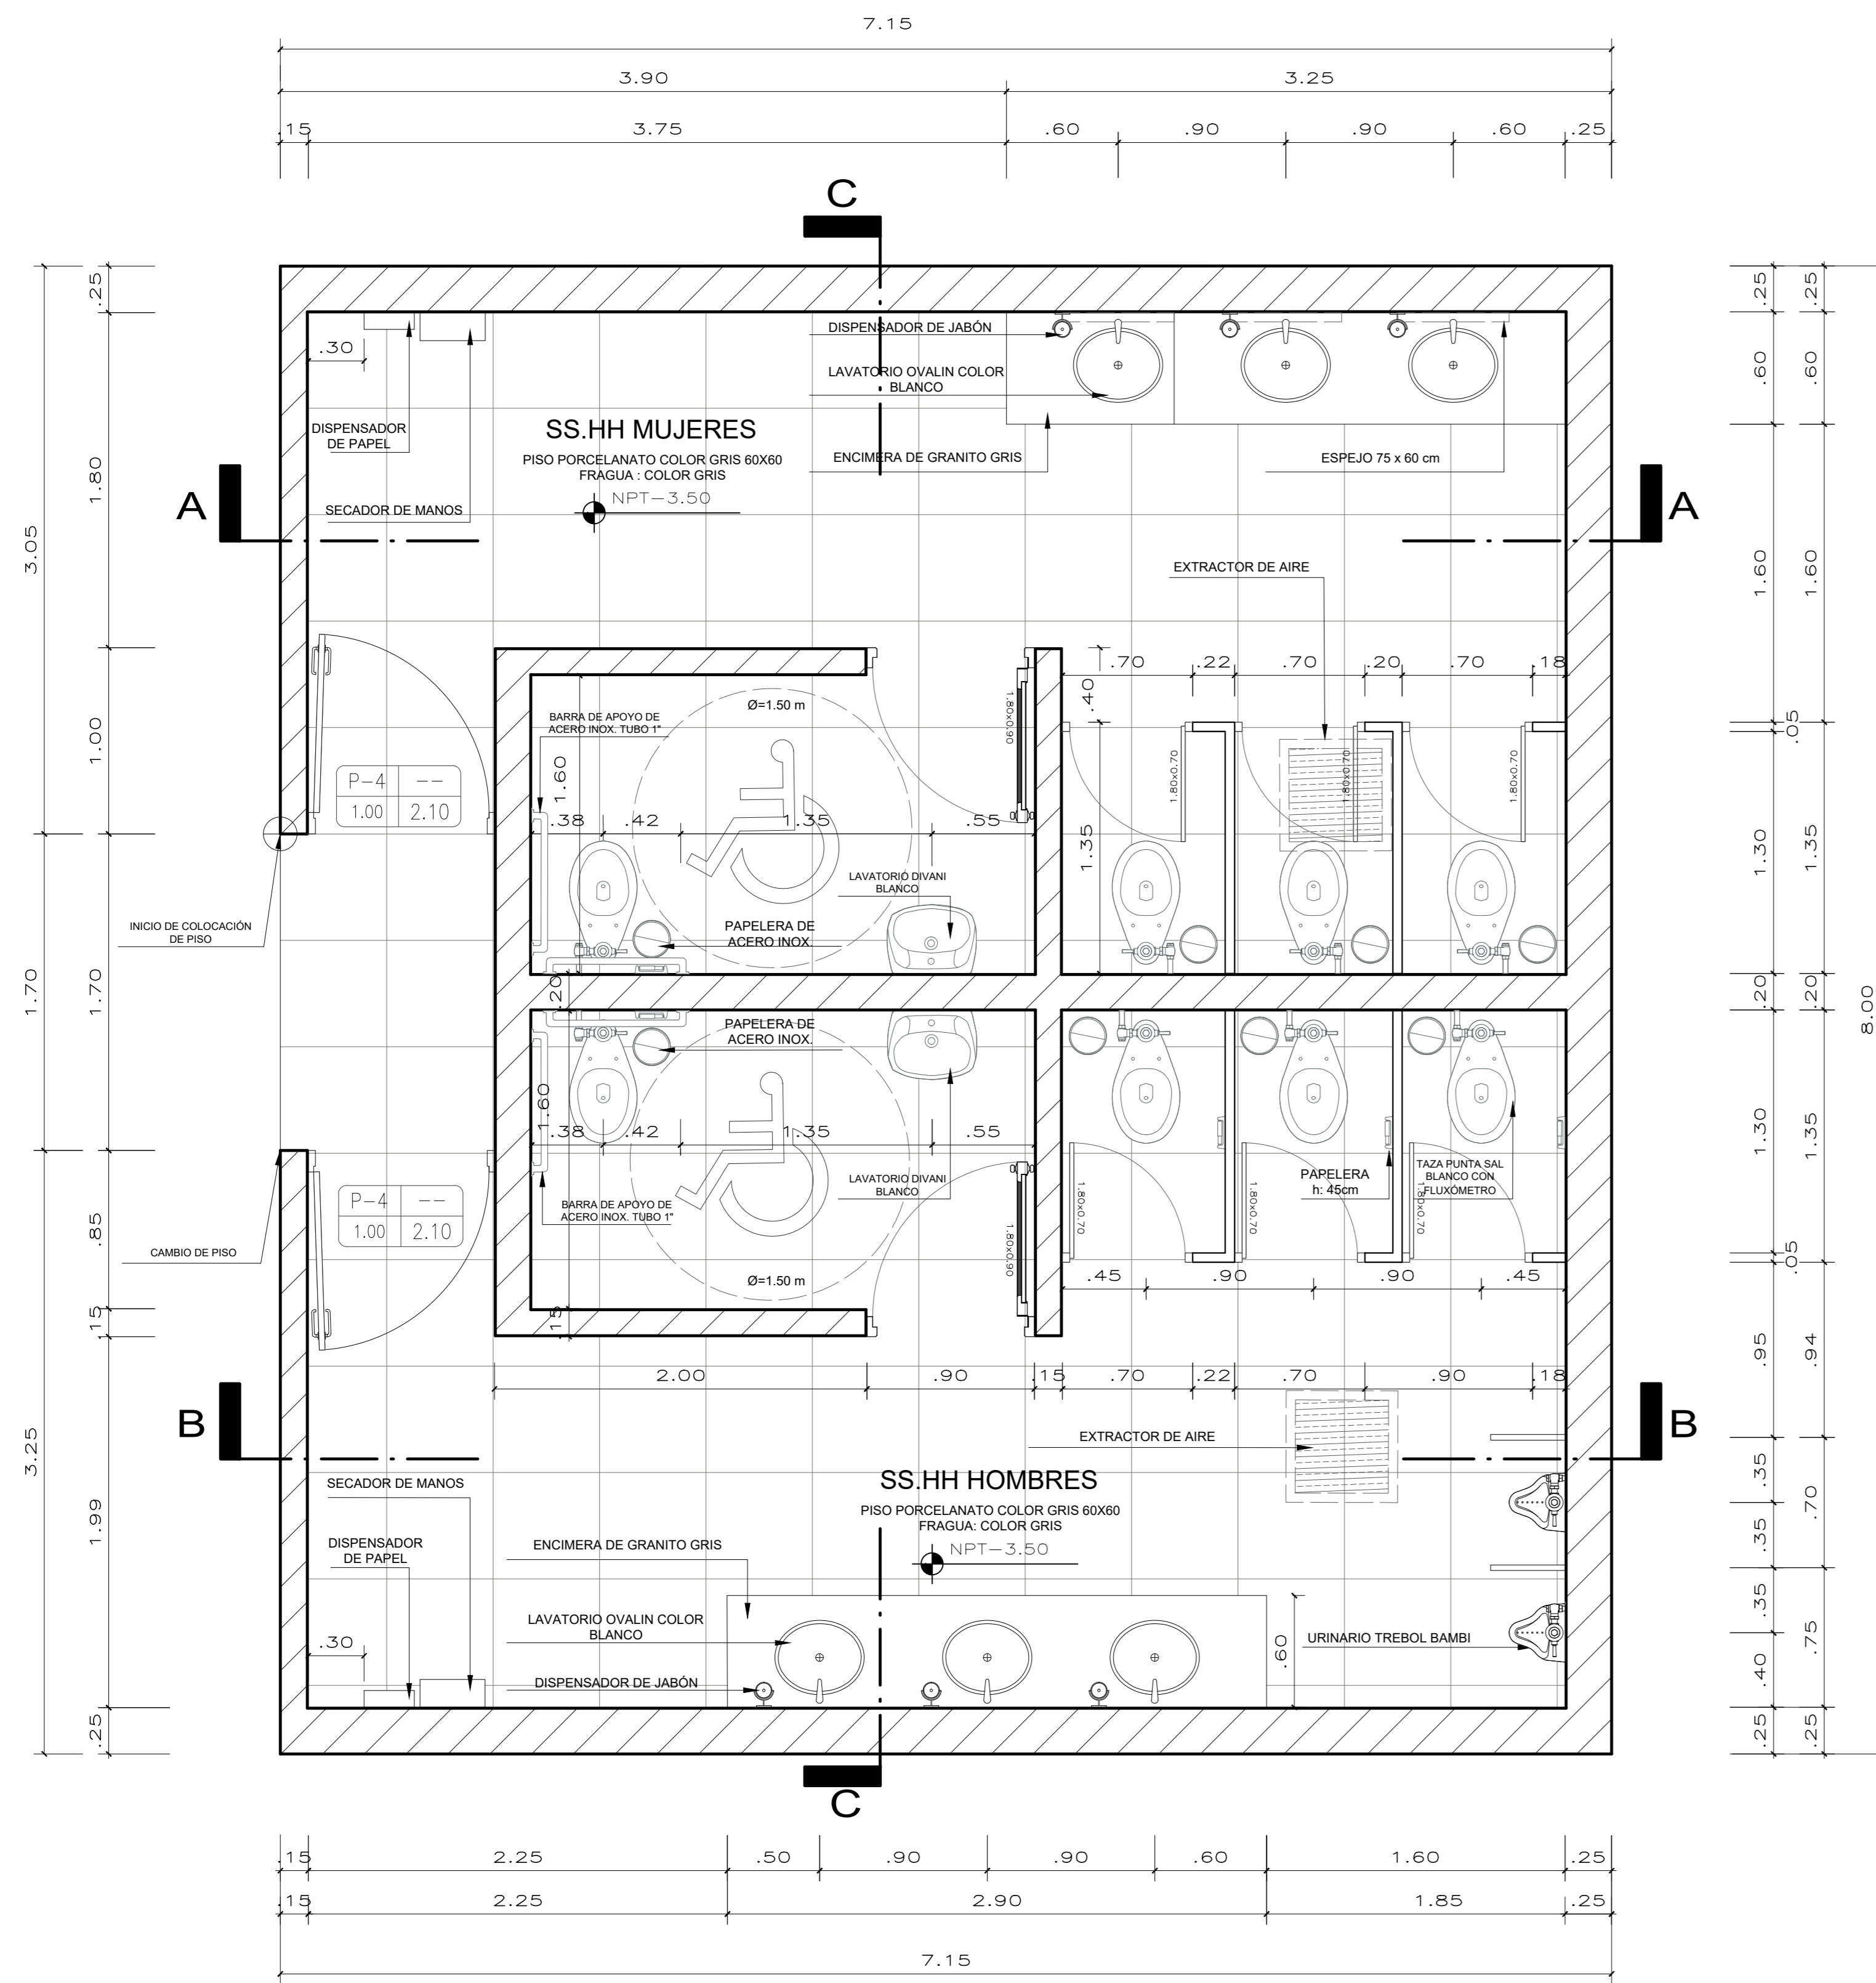 7.15
3.90 3.25
.15 3.75 .60 .90 .90 .60 .25
C
3.05 1.70 3.25
.25 1.80 1.00 1.70 .85 .15 1.99 .25
.30
DISPENSADOR
DE PAPEL
SECADOR DE MANOS
SS.HH MUJERES
PISO PORCELANATO COLOR GRIS 60X60
FRAGUA : COLOR GRIS
NPT-3.50
DISPENSADOR DE JABÓN
LAVATORIO OVALIN COLOR
BLANCO
ENCIMERA DE GRANITO GRIS
ESPEJO 75 x 60 cm
A A
EXTRACTOR DE AIRE
.70 .22 .70 .20 .70 .18
.40
1.35
1.80x0.90
1.80x0.70
1.80x0.70
1.80x0.70
P-4 --
1.00 2.10
BARRA DE APOYO DE
ACERO INOX. TUBO 1"
Ø=1.50 m
1.60
.38 .42 1.35 .55
LAVATORIO DIVANI
BLANCO
PAPELERA DE
ACERO INOX.
INICIO DE COLOCACIÓN
DE PISO
.20
PAPELERA DE
ACERO INOX.
1.60
.38 .42 1.35 .55
LAVATORIO DIVANI
BLANCO
BARRA DE APOYO DE
ACERO INOX. TUBO 1"
Ø=1.50 m
.15
P-4 --
1.00 2.10
CAMBIO DE PISO
1.80x0.90
1.80x0.70
1.80x0.70
1.80x0.70
PAPELERA
h: 45cm
TAZA PUNTA SAL
BLANCO CON
FLUXÓMETRO
.45 .90 .90 .45
2.00 .90 .15 .70 .22 .70 .90 .18
B B
EXTRACTOR DE AIRE
SECADOR DE MANOS
SS.HH HOMBRES
PISO PORCELANATO COLOR GRIS 60X60
FRAGUA: COLOR GRIS
NPT-3.50
DISPENSADOR
DE PAPEL
ENCIMERA DE GRANITO GRIS
LAVATORIO OVALIN COLOR
BLANCO
.30
DISPENSADOR DE JABÓN
.60
URINARIO TREBOL BAMBI
.25 .60 1.60 .05 1.30 .20 1.30 .05 .95 .35 .35 .35 .40 .25
.25 .60 1.60 1.35 .20 1.35 .94 .70 .75 .25
8.00
C
.15 2.25 .50 .90 .90 .60 1.60 .25
.15 2.25 2.90 1.85 .25
7.15